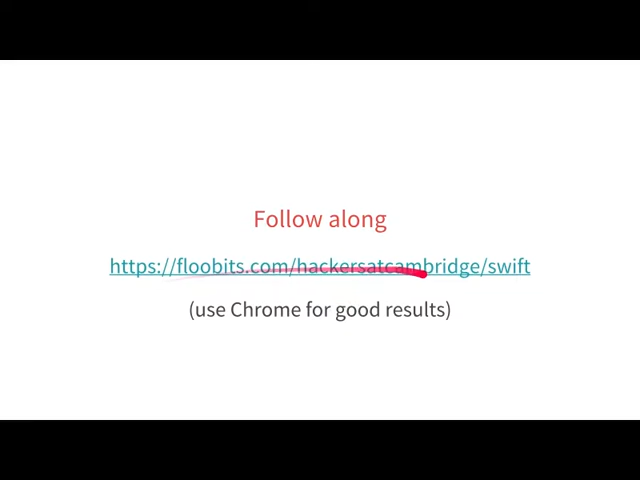 Follow along
https://floobits.com/hackersatcambridge/swift
(use Chrome for good results)